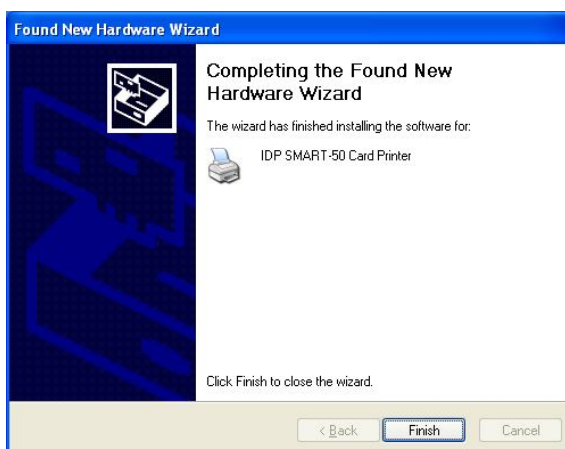 Found New Hardware Wizard
Completing the Found New
Hardware Wizard
The wizard has finished installing the software for:
IDP SMART-50 Card Printer
Click Finish to close the wizard.
< Back Finish Cancel